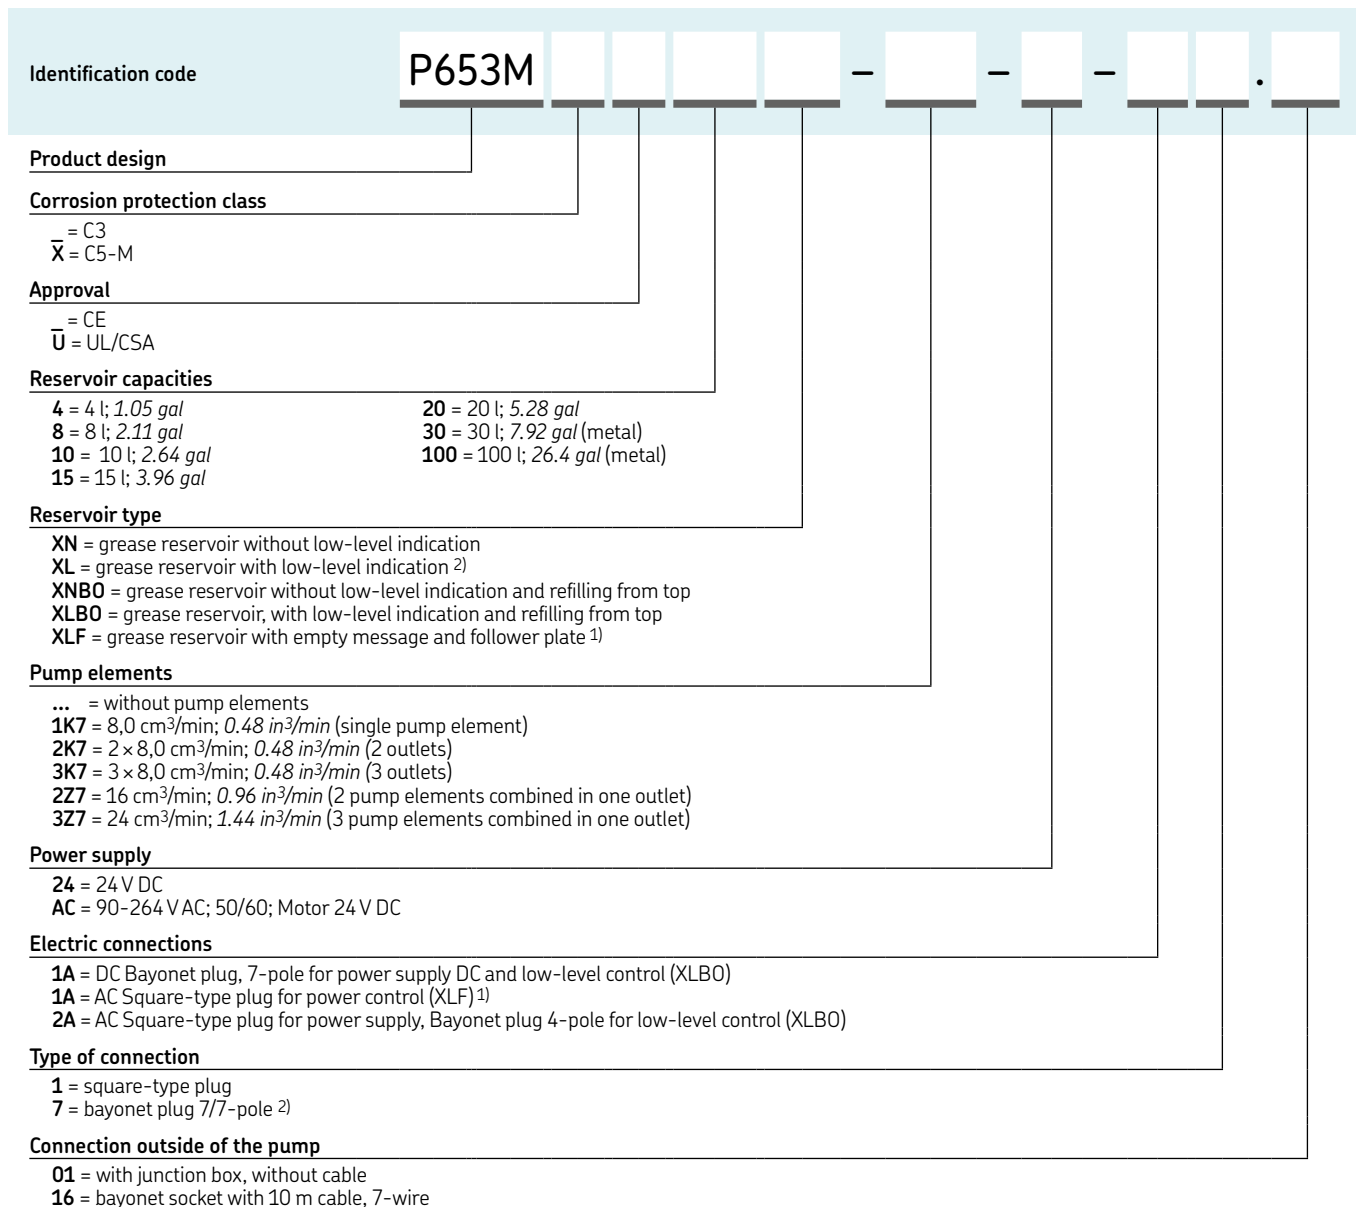 Identification code P653M – – – .
Product design
Corrosion protection class
_ = C3
X = C5-M
Approval
_ = CE
U = UL/CSA
Reservoir capacities
4 = 4 l; 1.05 gal 20 = 20 l; 5.28 gal
8 = 8 l; 2.11 gal 30 = 30 l; 7.92 gal (metal)
10 = 10 l; 2.64 gal 100 = 100 l; 26.4 gal (metal)
15 = 15 l; 3.96 gal
Reservoir type
XN = grease reservoir without low-level indication
XL = grease reservoir with low-level indication 2)
XNBO = grease reservoir without low-level indication and refilling from top
XLBO = grease reservoir, with low-level indication and refilling from top
XLF = grease reservoir with empty message and follower plate 1)
Pump elements
... = without pump elements
1K7 = 8,0 cm³/min; 0.48 in³/min (single pump element)
2K7 = 2 × 8,0 cm³/min; 0.48 in³/min (2 outlets)
3K7 = 3 × 8,0 cm³/min; 0.48 in³/min (3 outlets)
2Z7 = 16 cm³/min; 0.96 in³/min (2 pump elements combined in one outlet)
3Z7 = 24 cm³/min; 1.44 in³/min (3 pump elements combined in one outlet)
Power supply
24 = 24 V DC
AC = 90-264 V AC; 50/60; Motor 24 V DC
Electric connections
1A = DC Bayonet plug, 7-pole for power supply DC and low-level control (XLBO)
1A = AC Square-type plug for power control (XLF) 1)
2A = AC Square-type plug for power supply, Bayonet plug 4-pole for low-level control (XLBO)
Type of connection
1 = square-type plug
7 = bayonet plug 7/7-pole 2)
Connection outside of the pump
01 = with junction box, without cable
16 = bayonet socket with 10 m cable, 7-wire